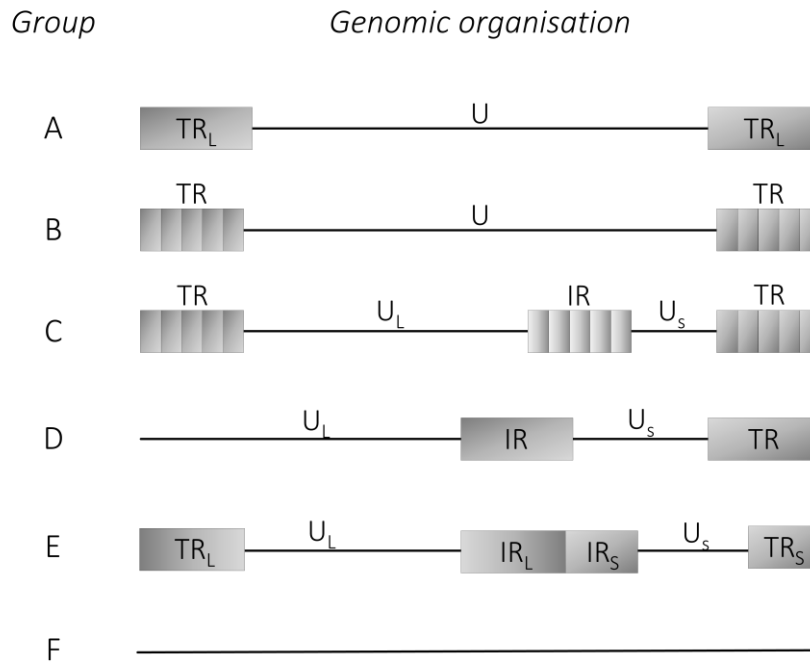 Group Genomic organisation
A TR_L U TR_L
TR TR
B U
TR IR TR
C U_L U_s
D U_L IR U_s TR
E TR_L U_L IR_L IR_S U_s TR_S
F